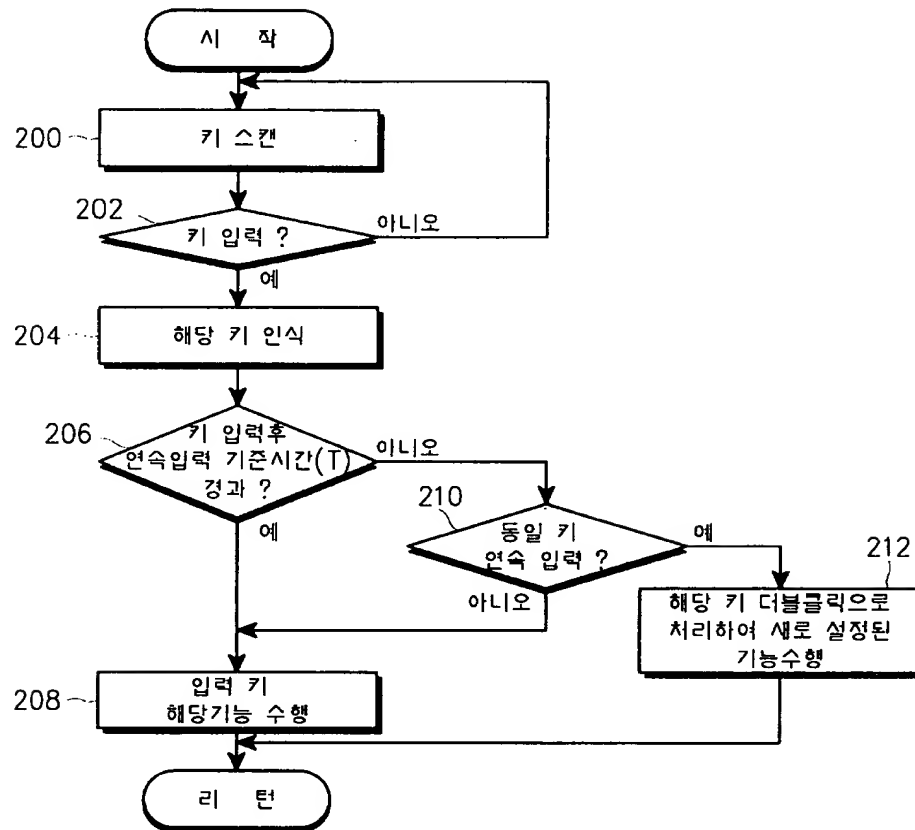 시 작
200
키 스캔
202
키 입력 ?
아니오
예
204
해당 키 인식
206
키 입력후
연속입력 기준시간(T)
경과 ?
아니오
예
210
동일 키
연속 입력 ?
예
아니오
212
해당 키 더블클릭으로
처리하여 새로 설정된
기능수행
208
입력 키
해당기능 수행
리 턴